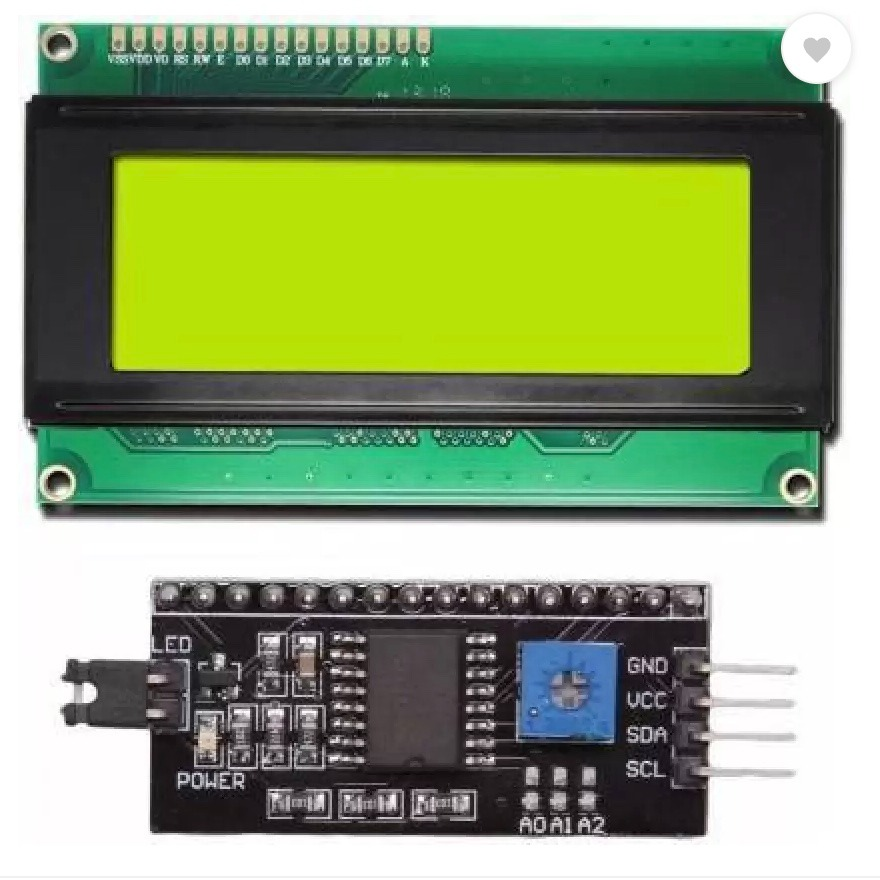 VSS VDD VO RS RW E D0 D1 D2 D3 D4 D5 D6 D7 A K
LED
GND
VCC
SDA
SCL
POWER
A0 A1 A2